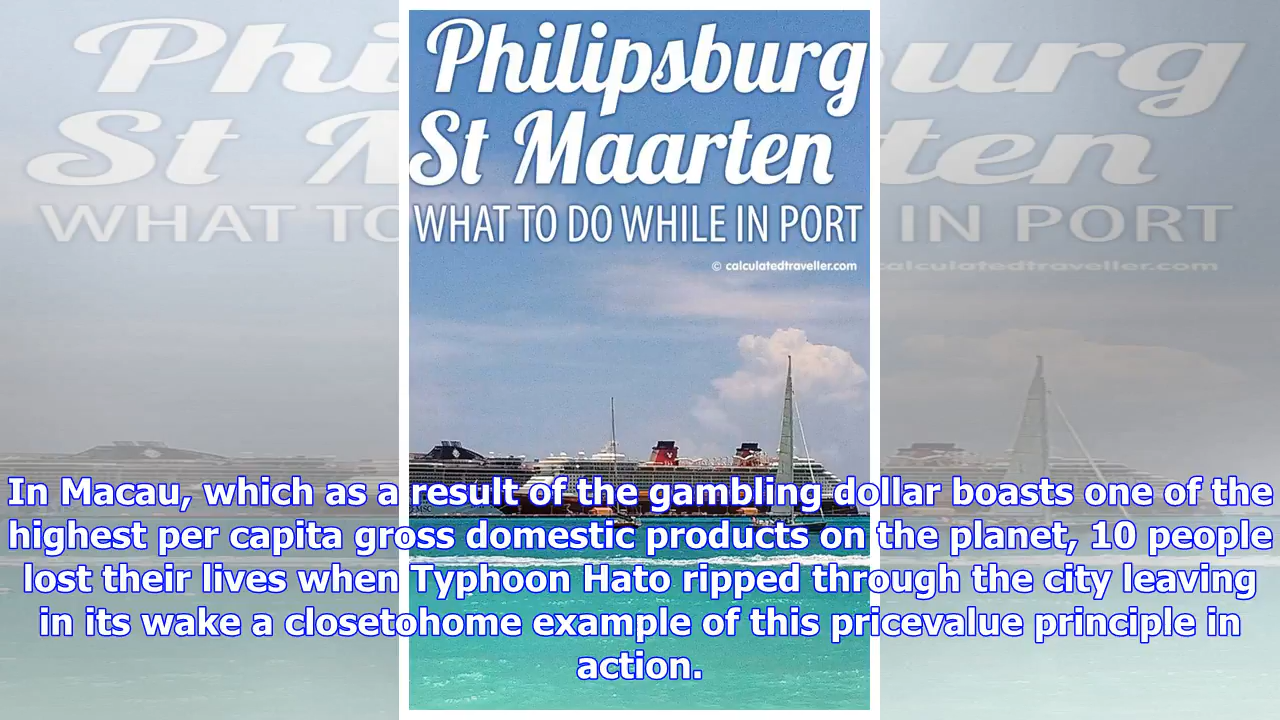 Philipsburg
St Maarten
WHAT TO DO WHILE IN PORT
© calculatedtraveller.com
In Macau, which as a result of the gambling dollar boasts one of the
highest per capita gross domestic products on the planet, 10 people
lost their lives when Typhoon Hato ripped through the city leaving
in its wake a closetohome example of this pricevalue principle in
action.